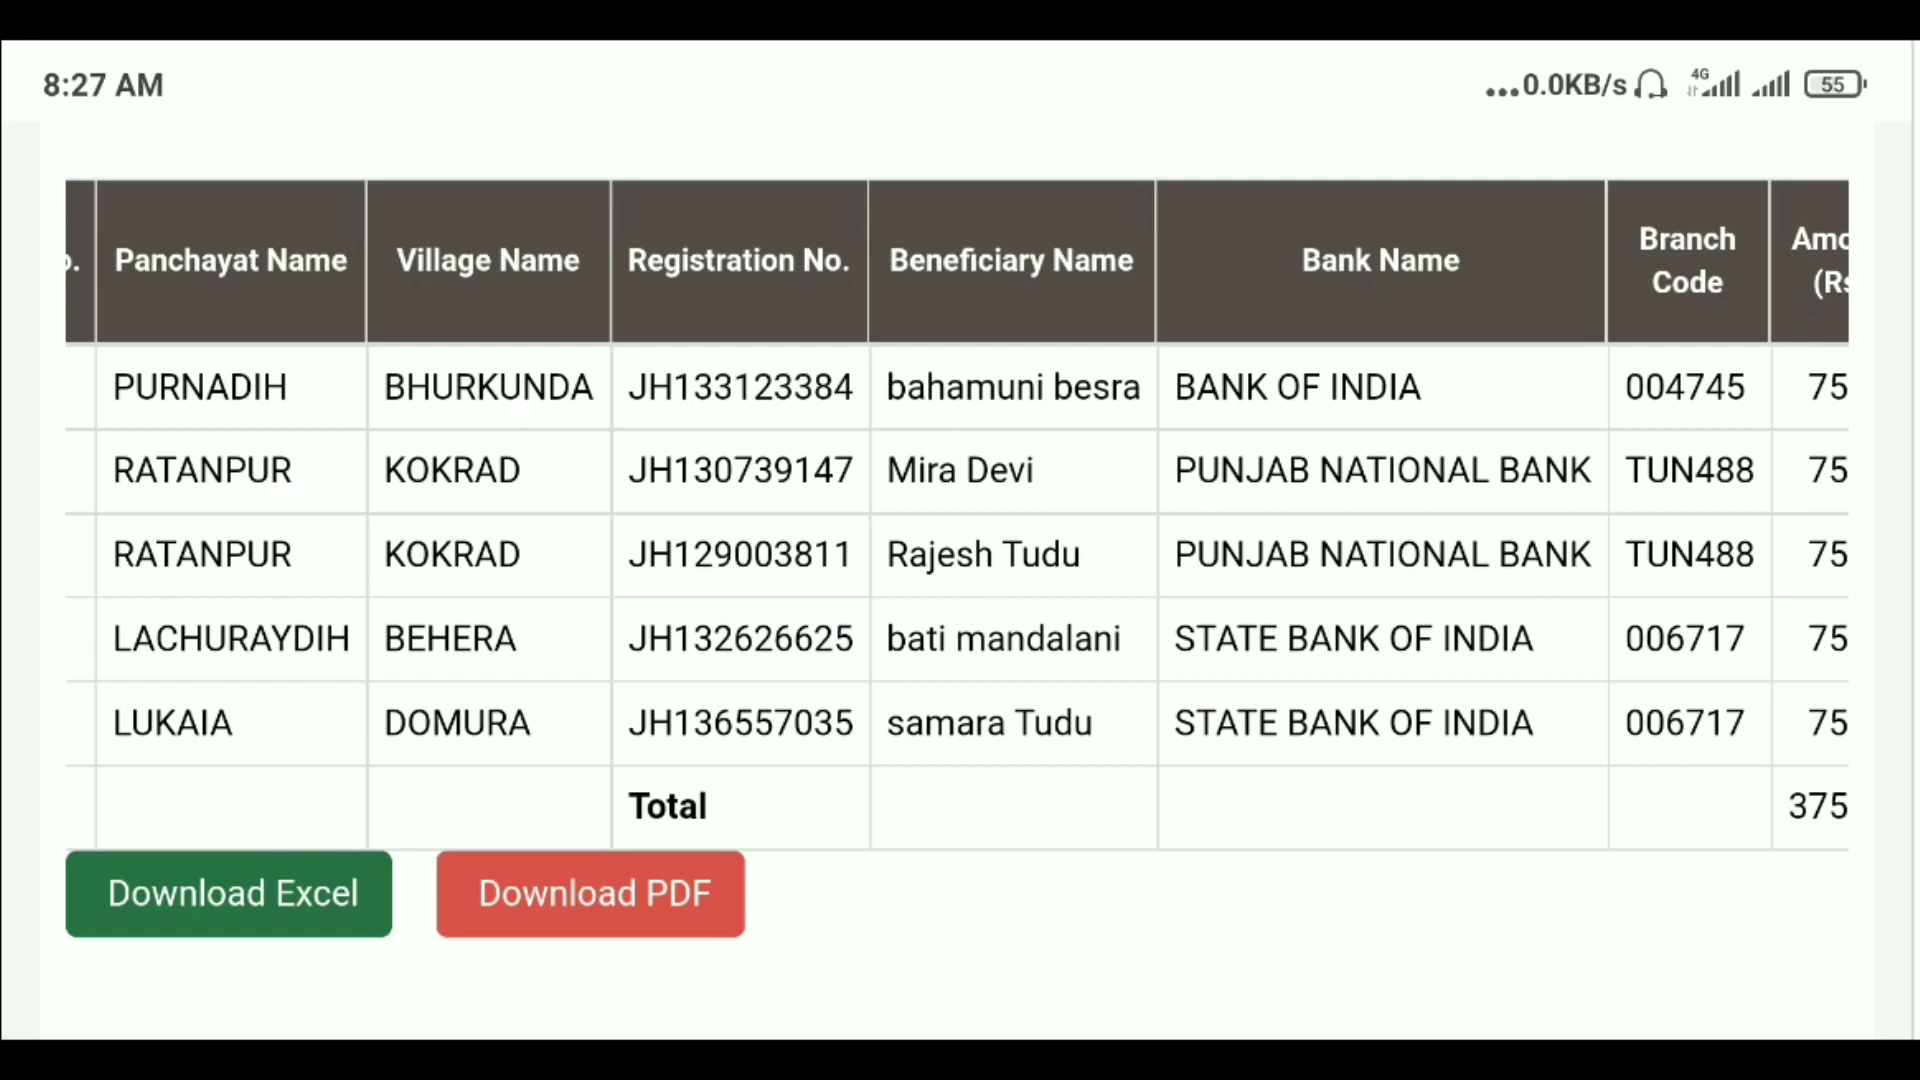 8:27 AM ...0.0KB/s 4G 55
Panchayat Name Village Name Registration No. Beneficiary Name Bank Name Branch Code Amo (Rs
PURNADIH BHURKUNDA JH133123384 bahamuni besra BANK OF INDIA 004745 75
RATANPUR KOKRAD JH130739147 Mira Devi PUNJAB NATIONAL BANK TUN488 75
RATANPUR KOKRAD JH129003811 Rajesh Tudu PUNJAB NATIONAL BANK TUN488 75
LACHURAYDIH BEHERA JH132626625 bati mandalani STATE BANK OF INDIA 006717 75
LUKAIA DOMURA JH136557035 samara Tudu STATE BANK OF INDIA 006717 75
Total 375
Download Excel Download PDF